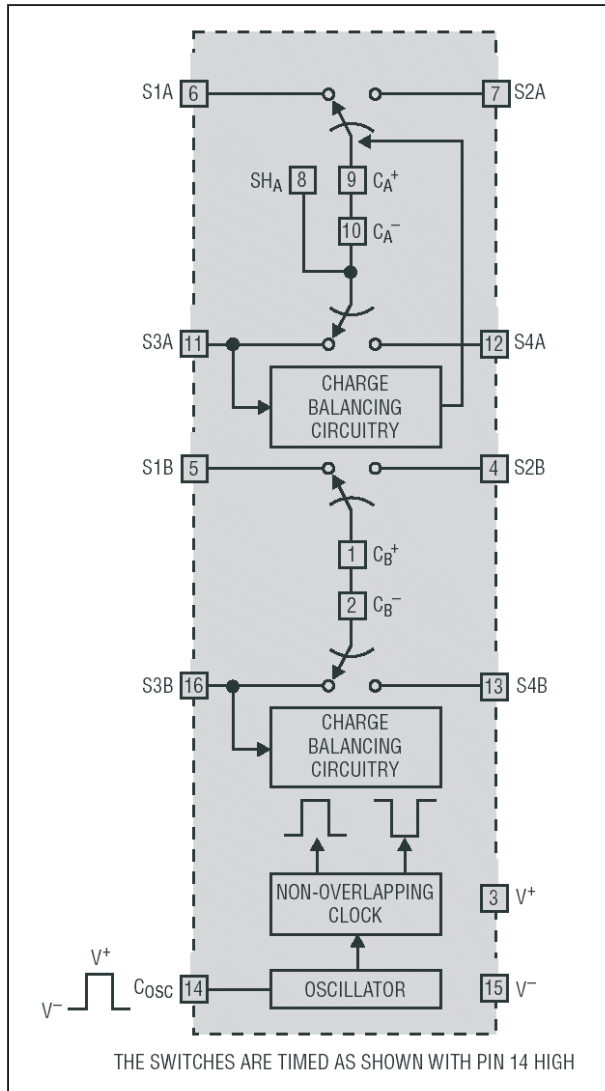 S1A 6 7 S2A
SHA 8 9 CA+
10 CA−
S3A 11 12 S4A
CHARGE
BALANCING
CIRCUITRY
S1B 5 4 S2B
1 CB+
2 CB−
S3B 16 13 S4B
CHARGE
BALANCING
CIRCUITRY
NON-OVERLAPPING
CLOCK
3 V+
V+
V−
COSC 14
OSCILLATOR
15 V−
THE SWITCHES ARE TIMED AS SHOWN WITH PIN 14 HIGH